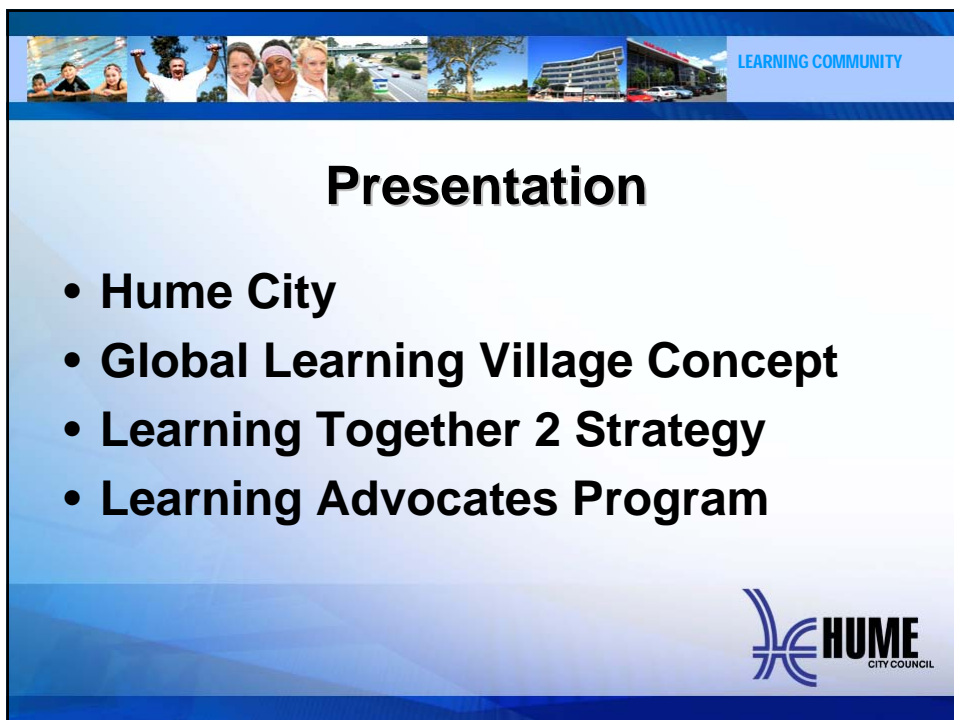 LEARNING COMMUNITY
Presentation
• Hume City
• Global Learning Village Concept
• Learning Together 2 Strategy
• Learning Advocates Program
HUME
CITY COUNCIL